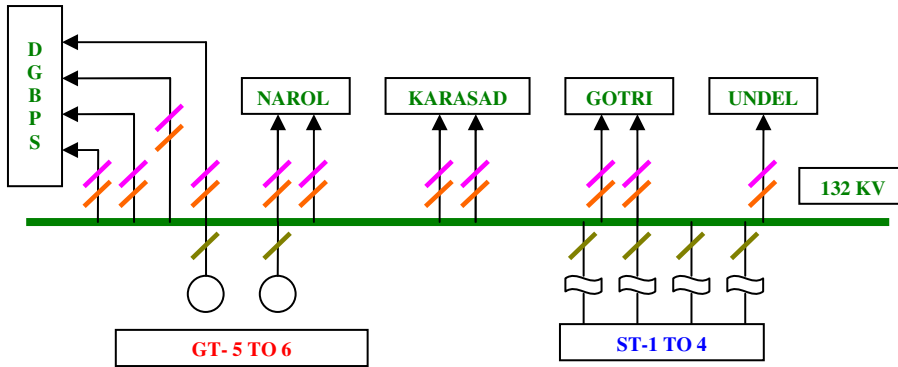 D
G
B
P
S
NAROL
KARASAD
GOTRI
UNDEL
132 KV
GT- 5 TO 6
ST-1 TO 4